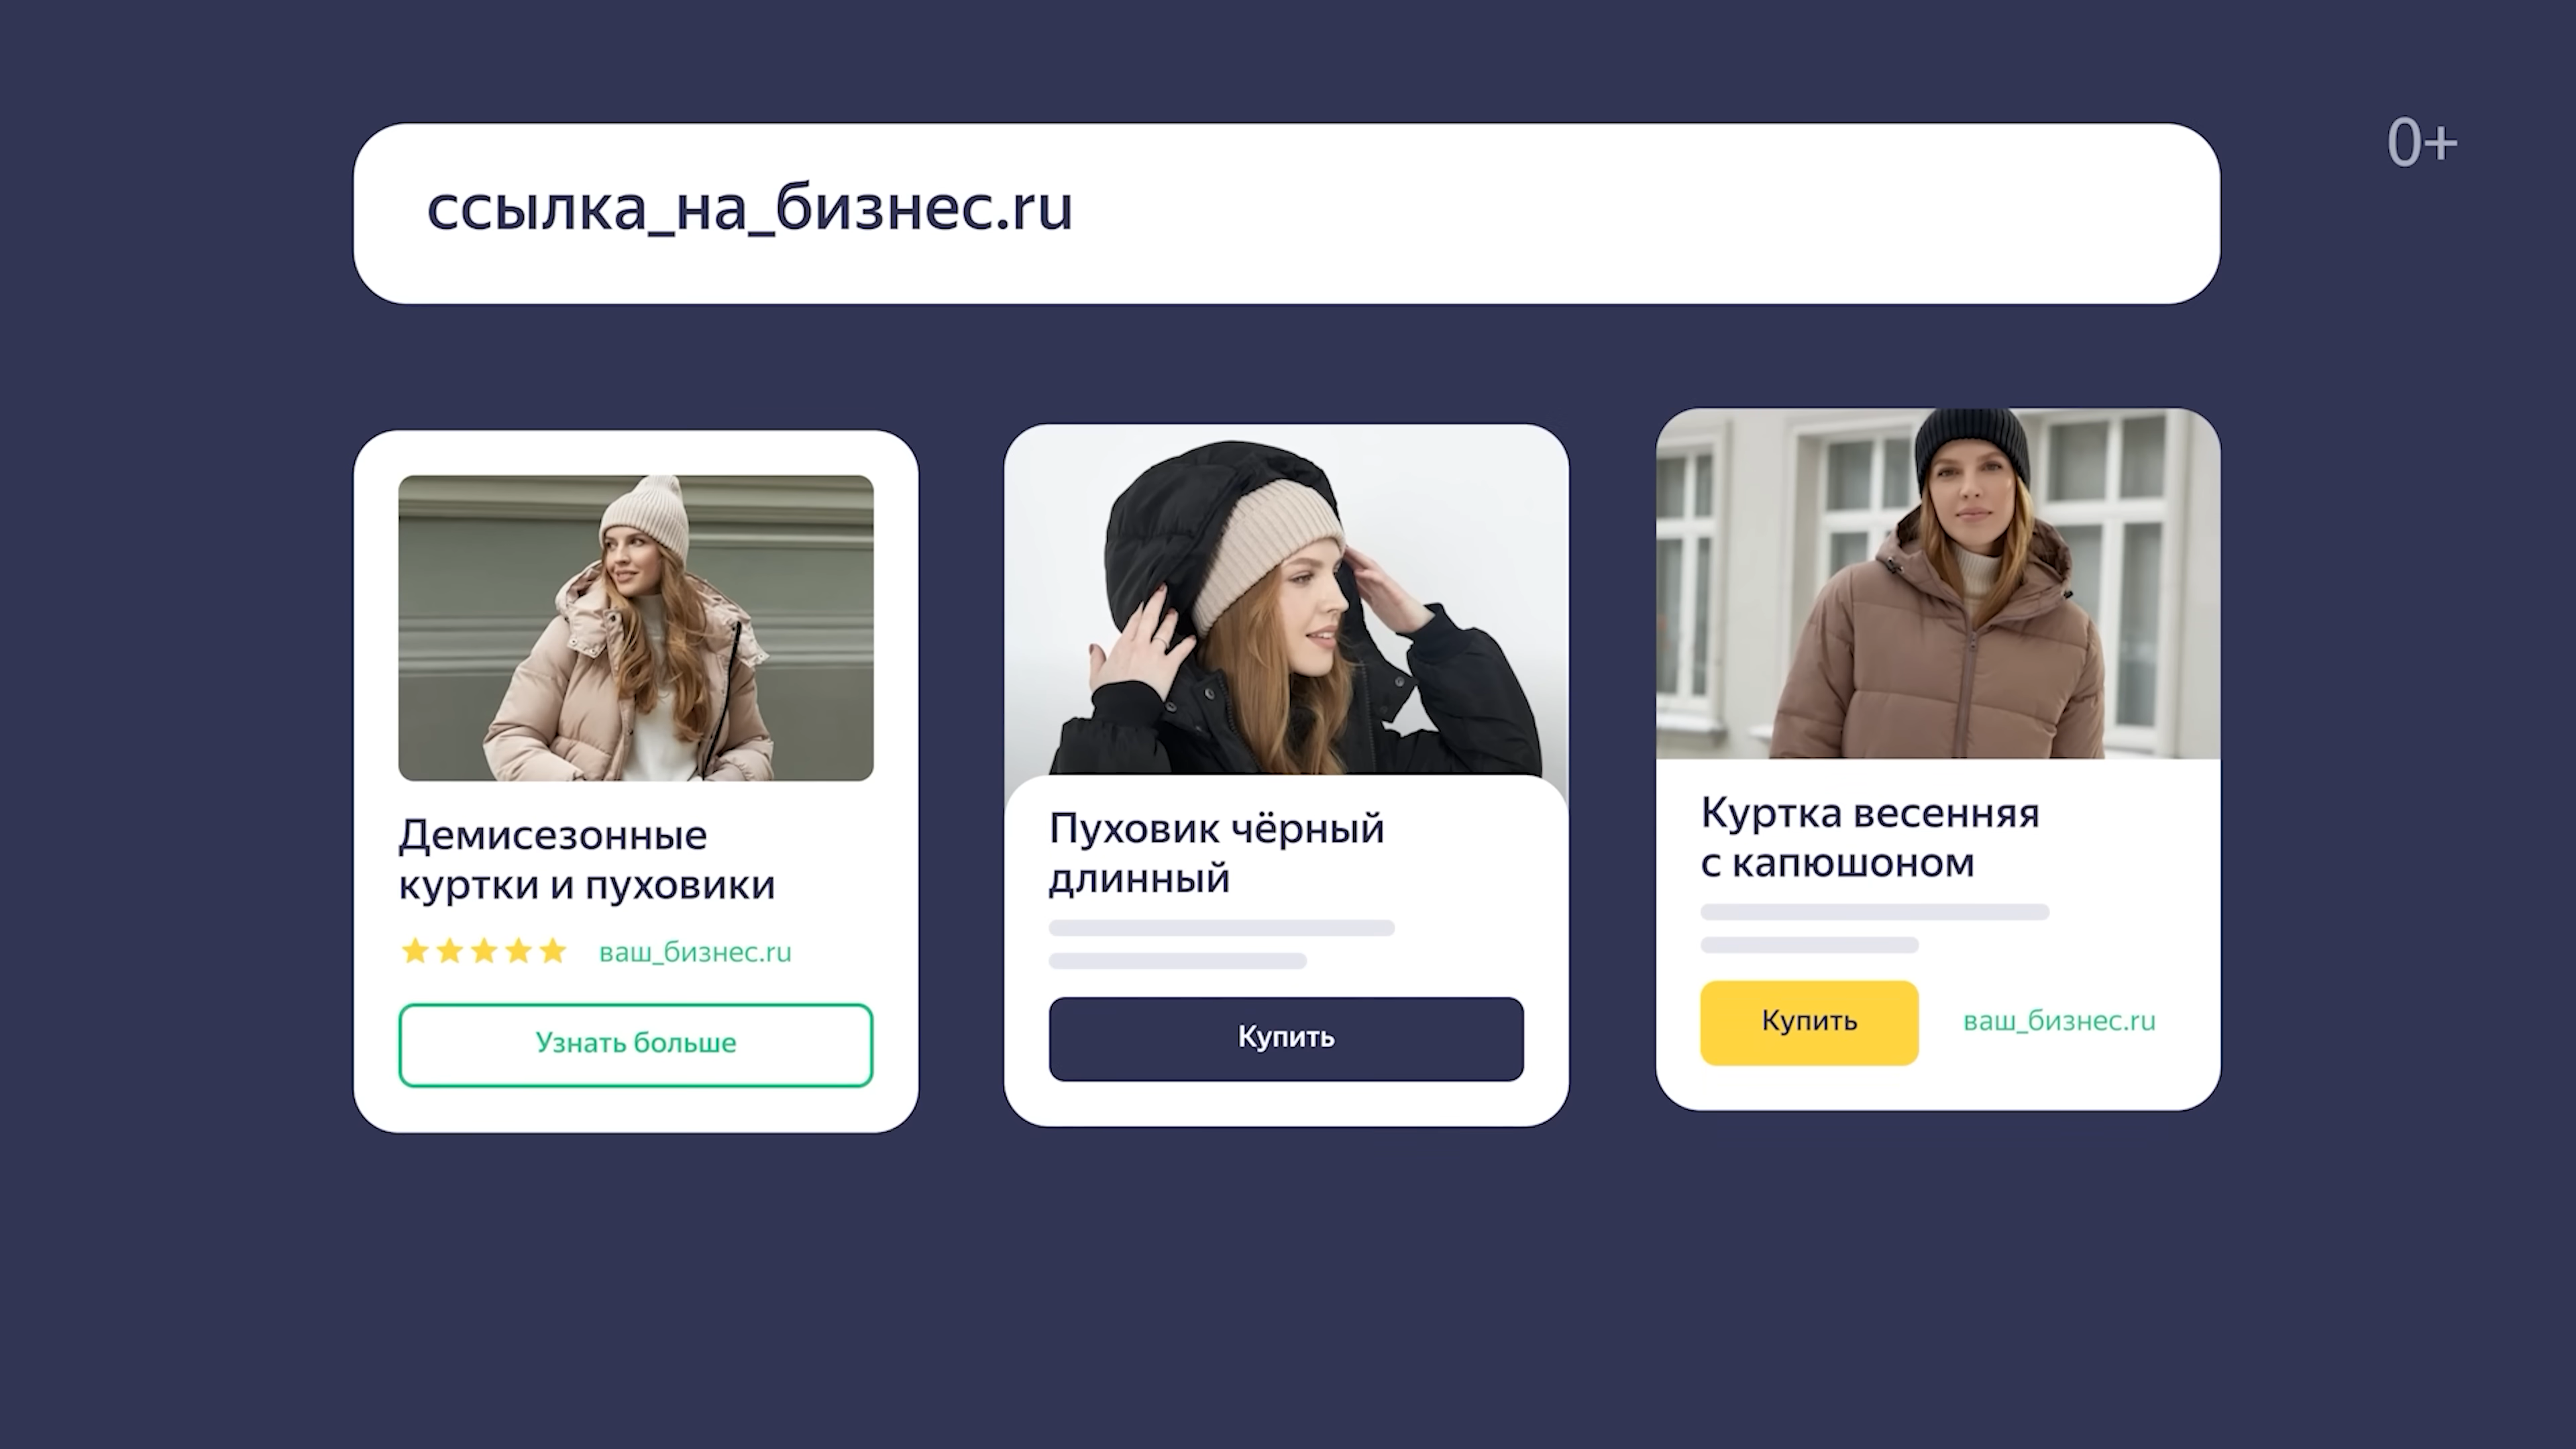 ссылка_на_бизнес.ru
0+
Демисезонные
куртки и пуховики
ваш_бизнес.ru
Узнать больше
Пуховик чёрный
длинный
Купить
Куртка весенняя
с капюшоном
Купить
ваш_бизнес.ru